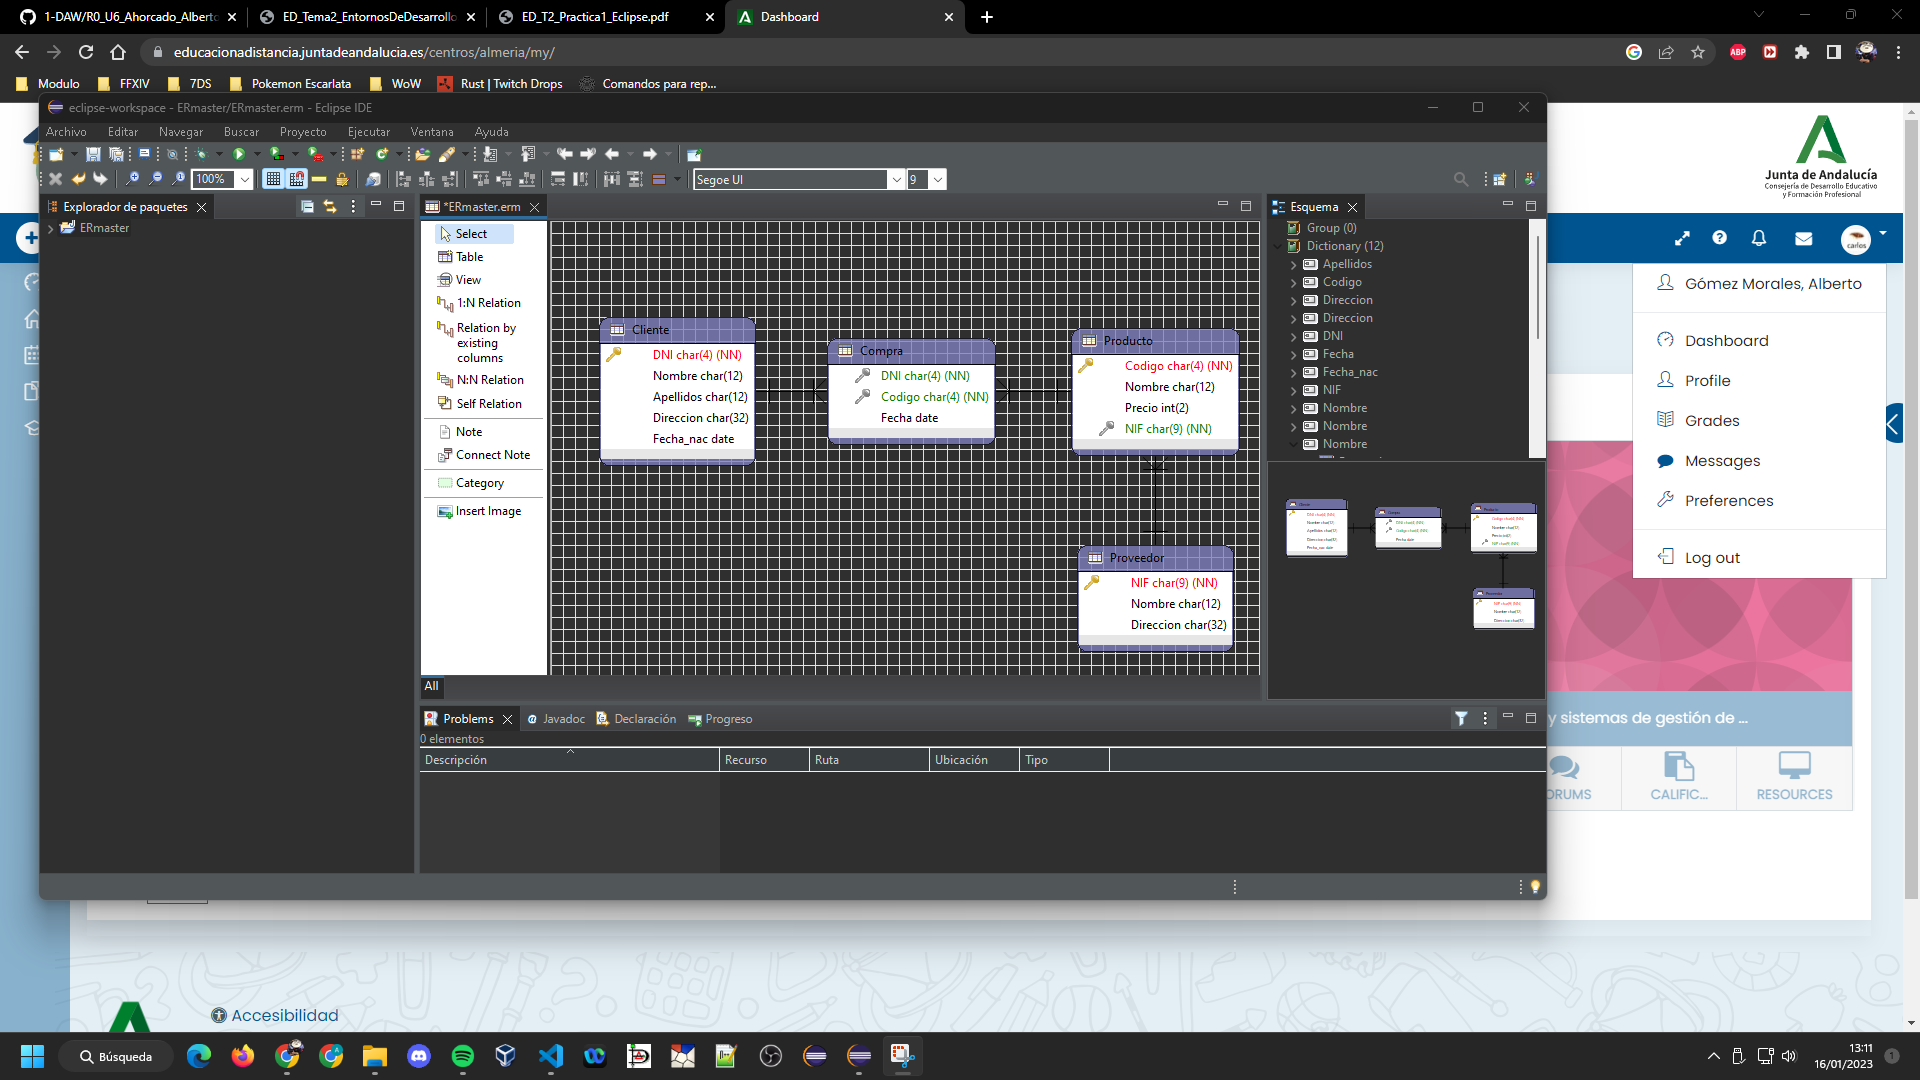 1-DAW/R0_U6_Ahorcado_Alberto
ED_Tema2_EntornosDeDesarrollo
ED_T2_Practica1_Eclipse.pdf
Dashboard
educacionadistancia.juntadeandalucia.es/centros/almeria/my/
Modulo
FFXIV
7DS
Pokemon Escarlata
WoW
Rust | Twitch Drops
Comandos para rep...
eclipse-workspace - ERmaster/ERmaster.erm - Eclipse IDE
Archivo Editar Navegar Buscar Proyecto Ejecutar Ventana Ayuda
100%
Segoe UI
9
Explorador de paquetes
ERmaster
*ERmaster.erm
Select
Table
View
1:N Relation
Relation by
existing
columns
N:N Relation
Self Relation
Note
Connect Note
Category
Insert Image
Cliente
DNI char(4) (NN)
Nombre char(12)
Apellidos char(12)
Direccion char(32)
Fecha_nac date
Compra
DNI char(4) (NN)
Codigo char(4) (NN)
Fecha date
Producto
Codigo char(4) (NN)
Nombre char(12)
Precio int(2)
NIF char(9) (NN)
Proveedor
NIF char(9) (NN)
Nombre char(12)
Direccion char(32)
All
Esquema
Group (0)
Dictionary (12)
Apellidos
Codigo
Direccion
Direccion
DNI
Fecha
Fecha_nac
NIF
Nombre
Nombre
Nombre
Problems
Javadoc
Declaración
Progreso
0 elementos
Descripción
Recurso
Ruta
Ubicación
Tipo
Junta de Andalucía
Consejería de Desarrollo Educativo
y Formación Profesional
carlos
Gómez Morales, Alberto
Dashboard
Profile
Grades
Messages
Preferences
Log out
y sistemas de gestión de ...
ORUMS
CALIFIC...
RESOURCES
Accesibilidad
Búsqueda
13:11
16/01/2023
1